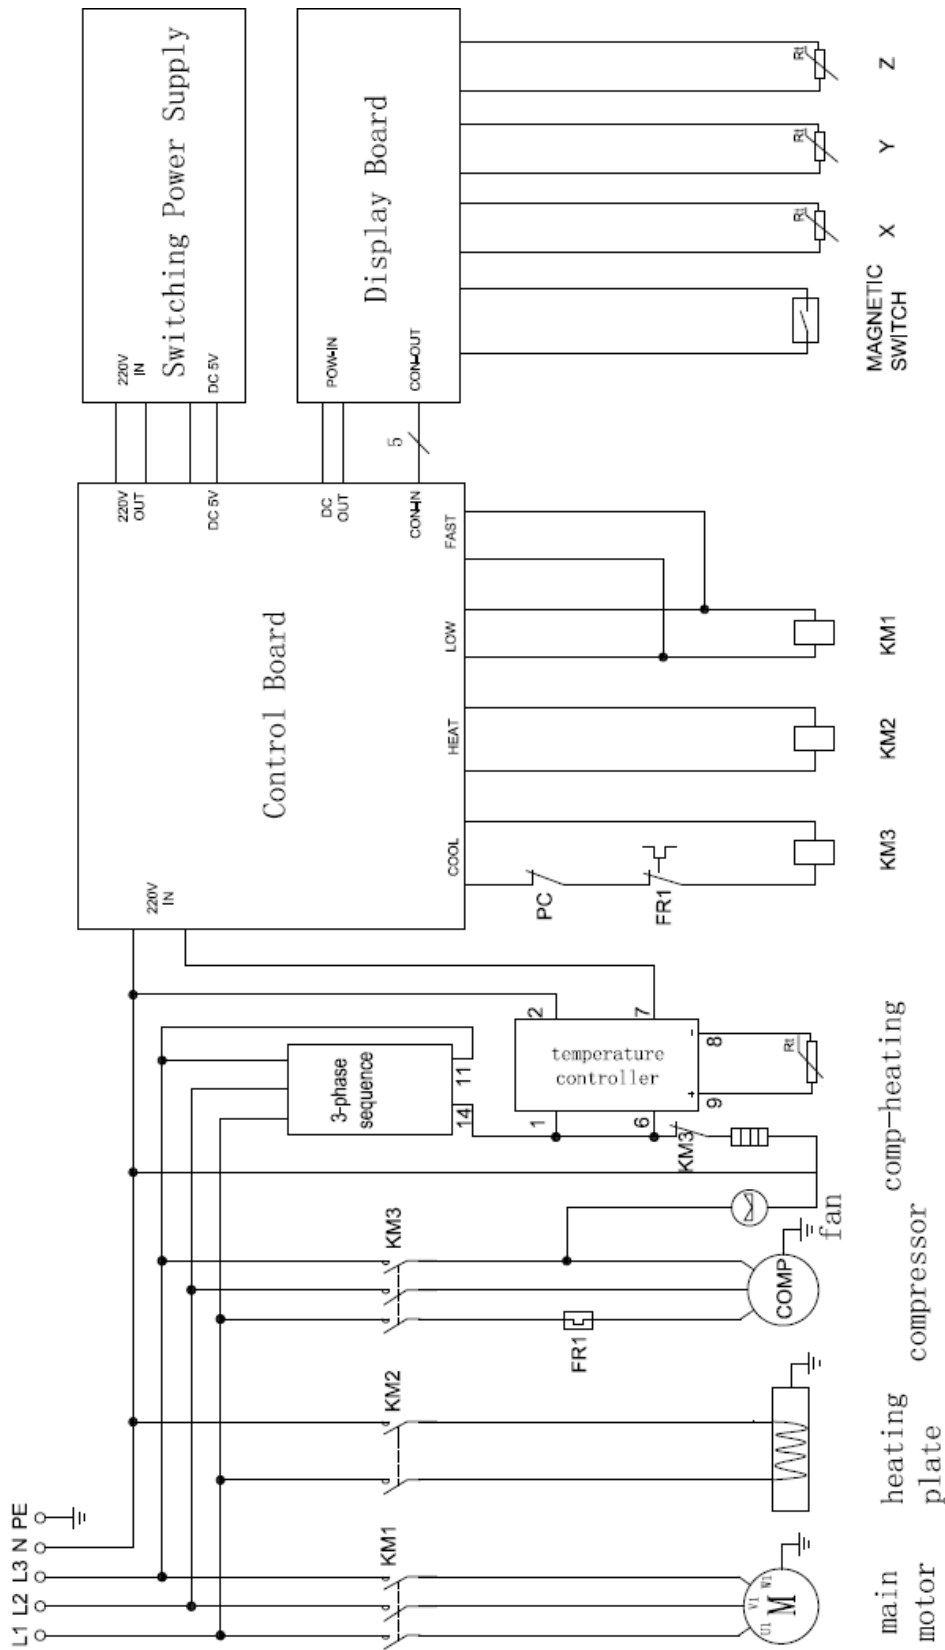 L1 L2 L3 N PE
KM1
KM2
KM3
FR1
U1 V1 W1
M
COMP
main
motor
heating
plate
compressor
fan
comp-heating
3-phase
sequence
14 11
temperature
controller
1
2
6
7
+
-
9
8
KM3
Rt
220V
IN
Control Board
COOL
HEAT
LOW
FAST
PC
FR1
KM3
KM2
KM1
220V
OUT
DC 5V
DC
OUT
CON-IN
5
220V
IN
DC 5V
Switching Power Supply
POW-IN
CON-OUT
Display Board
Rt
Rt
Rt
MAGNETIC
SWITCH
X
Y
Z